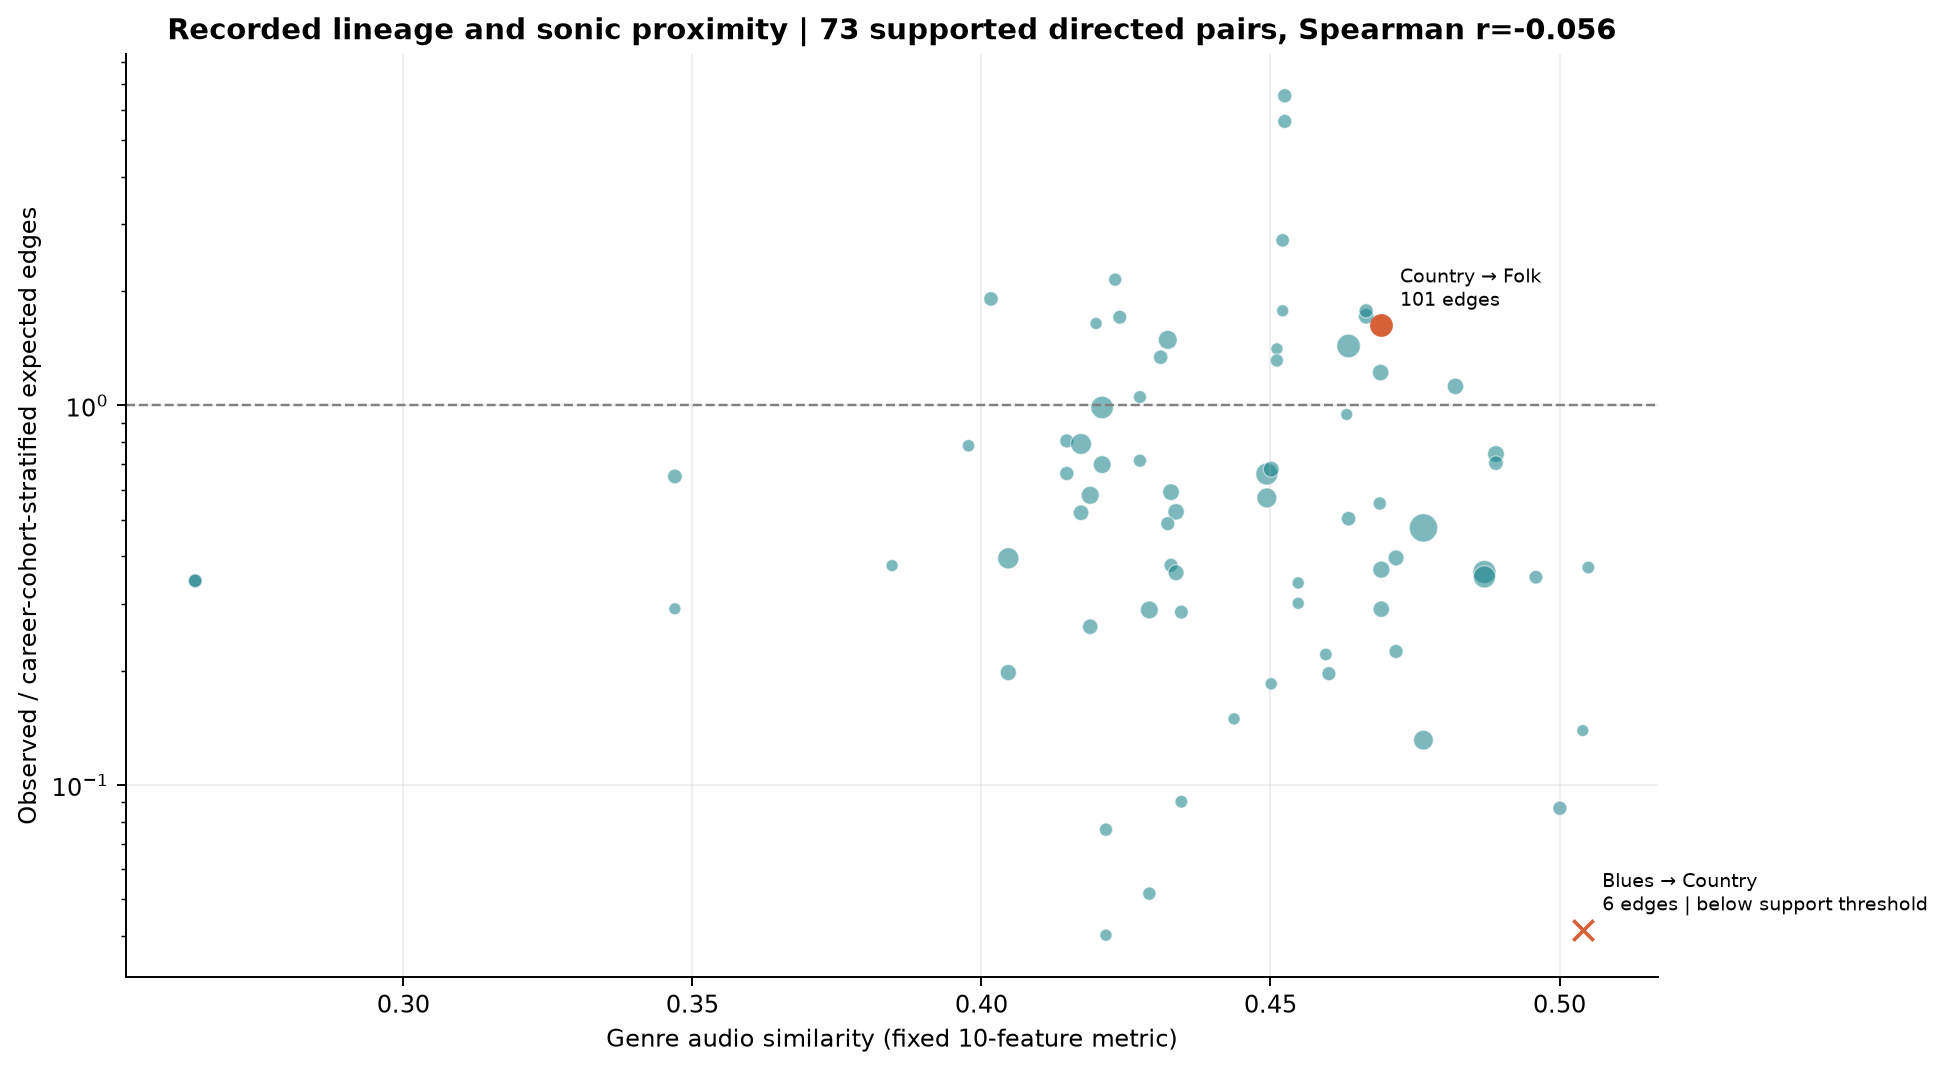 Recorded lineage and sonic proximity | 73 supported directed pairs, Spearman r=-0.056
Observed / career-cohort-stratified expected edges
10⁰
10⁻¹
Country → Folk
101 edges
Blues → Country
6 edges | below support threshold
0.30 0.35 0.40 0.45 0.50
Genre audio similarity (fixed 10-feature metric)